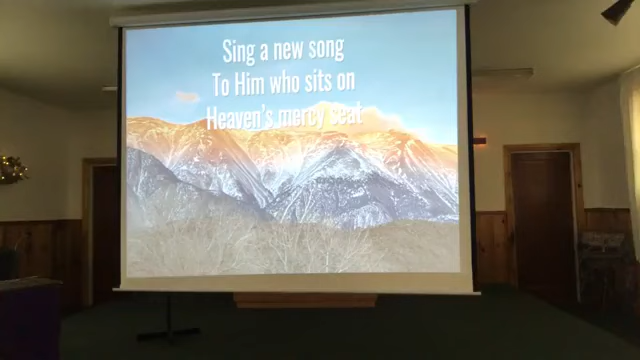 Sing a new song
To Him who sits on
Heaven's mercy seat